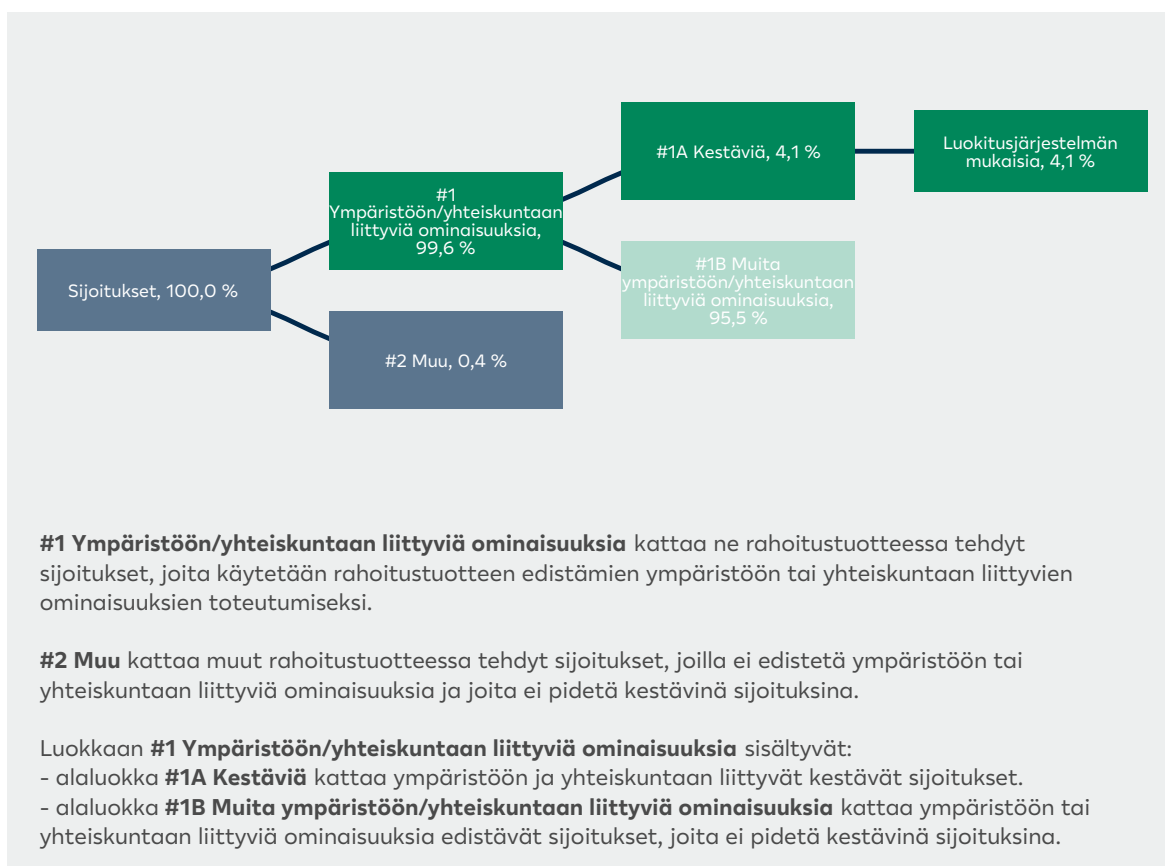 Sijoitukset, 100,0 %
#1
Ympäristöön/yhteiskuntaan
liittyviä ominaisuuksia,
99,6 %
#2 Muu, 0,4 %
#1A Kestäviä, 4,1 %
#1B Muita
ympäristöön/yhteiskuntaan
liittyviä ominaisuuksia,
95,5 %
Luokitusjärjestelmän
mukaisia, 4,1 %
#1 Ympäristöön/yhteiskuntaan liittyviä ominaisuuksia kattaa ne rahoitustuotteessa tehdyt
sijoitukset, joita käytetään rahoitustuotteen edistämien ympäristöön tai yhteiskuntaan liittyvien
ominaisuuksien toteutumiseksi.
#2 Muu kattaa muut rahoitustuotteessa tehdyt sijoitukset, joilla ei edistetä ympäristöön tai
yhteiskuntaan liittyviä ominaisuuksia ja joita ei pidetä kestävinä sijoituksina.
Luokkaan #1 Ympäristöön/yhteiskuntaan liittyviä ominaisuuksia sisältyvät:
- alaluokka #1A Kestäviä kattaa ympäristöön ja yhteiskuntaan liittyvät kestävät sijoitukset.
- alaluokka #1B Muita ympäristöön/yhteiskuntaan liittyviä ominaisuuksia kattaa ympäristöön tai
yhteiskuntaan liittyviä ominaisuuksia edistävät sijoitukset, joita ei pidetä kestävinä sijoituksina.